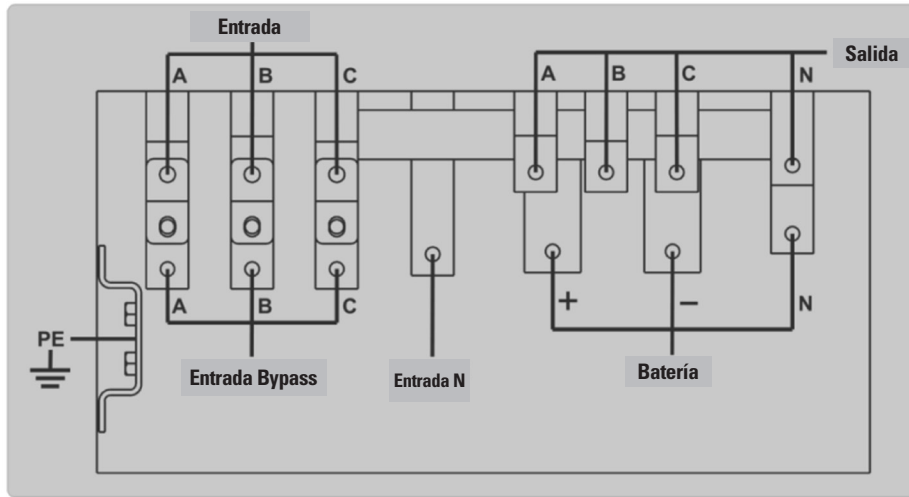 Entrada
Salida
A B C
A B C N
A B C
+ − N
PE
Entrada Bypass
Entrada N
Batería